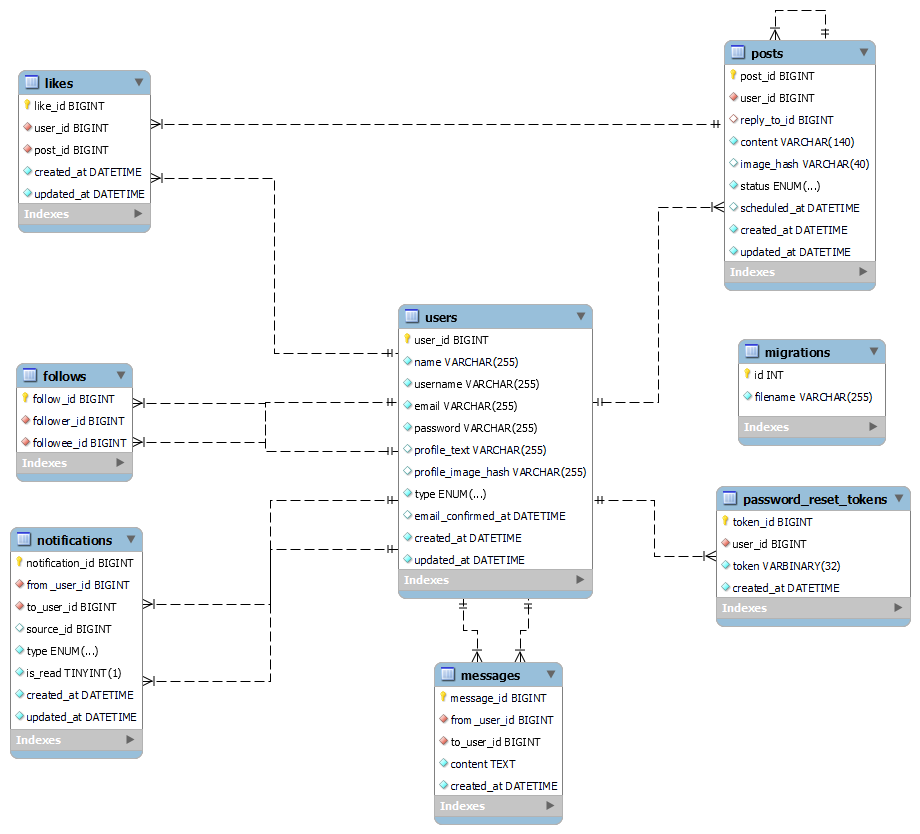 posts
post_id BIGINT
user_id BIGINT
reply_to_id BIGINT
content VARCHAR(140)
image_hash VARCHAR(40)
status ENUM(...)
scheduled_at DATETIME
created_at DATETIME
updated_at DATETIME
Indexes
likes
like_id BIGINT
user_id BIGINT
post_id BIGINT
created_at DATETIME
updated_at DATETIME
Indexes
users
user_id BIGINT
name VARCHAR(255)
username VARCHAR(255)
email VARCHAR(255)
password VARCHAR(255)
profile_text VARCHAR(255)
profile_image_hash VARCHAR(255)
type ENUM(...)
email_confirmed_at DATETIME
created_at DATETIME
updated_at DATETIME
Indexes
migrations
id INT
filename VARCHAR(255)
Indexes
follows
follow_id BIGINT
follower_id BIGINT
followee_id BIGINT
Indexes
password_reset_tokens
token_id BIGINT
user_id BIGINT
token VARBINARY(32)
created_at DATETIME
Indexes
notifications
notification_id BIGINT
from_user_id BIGINT
to_user_id BIGINT
source_id BIGINT
type ENUM(...)
is_read TINYINT(1)
created_at DATETIME
updated_at DATETIME
Indexes
messages
message_id BIGINT
from_user_id BIGINT
to_user_id BIGINT
content TEXT
created_at DATETIME
Indexes